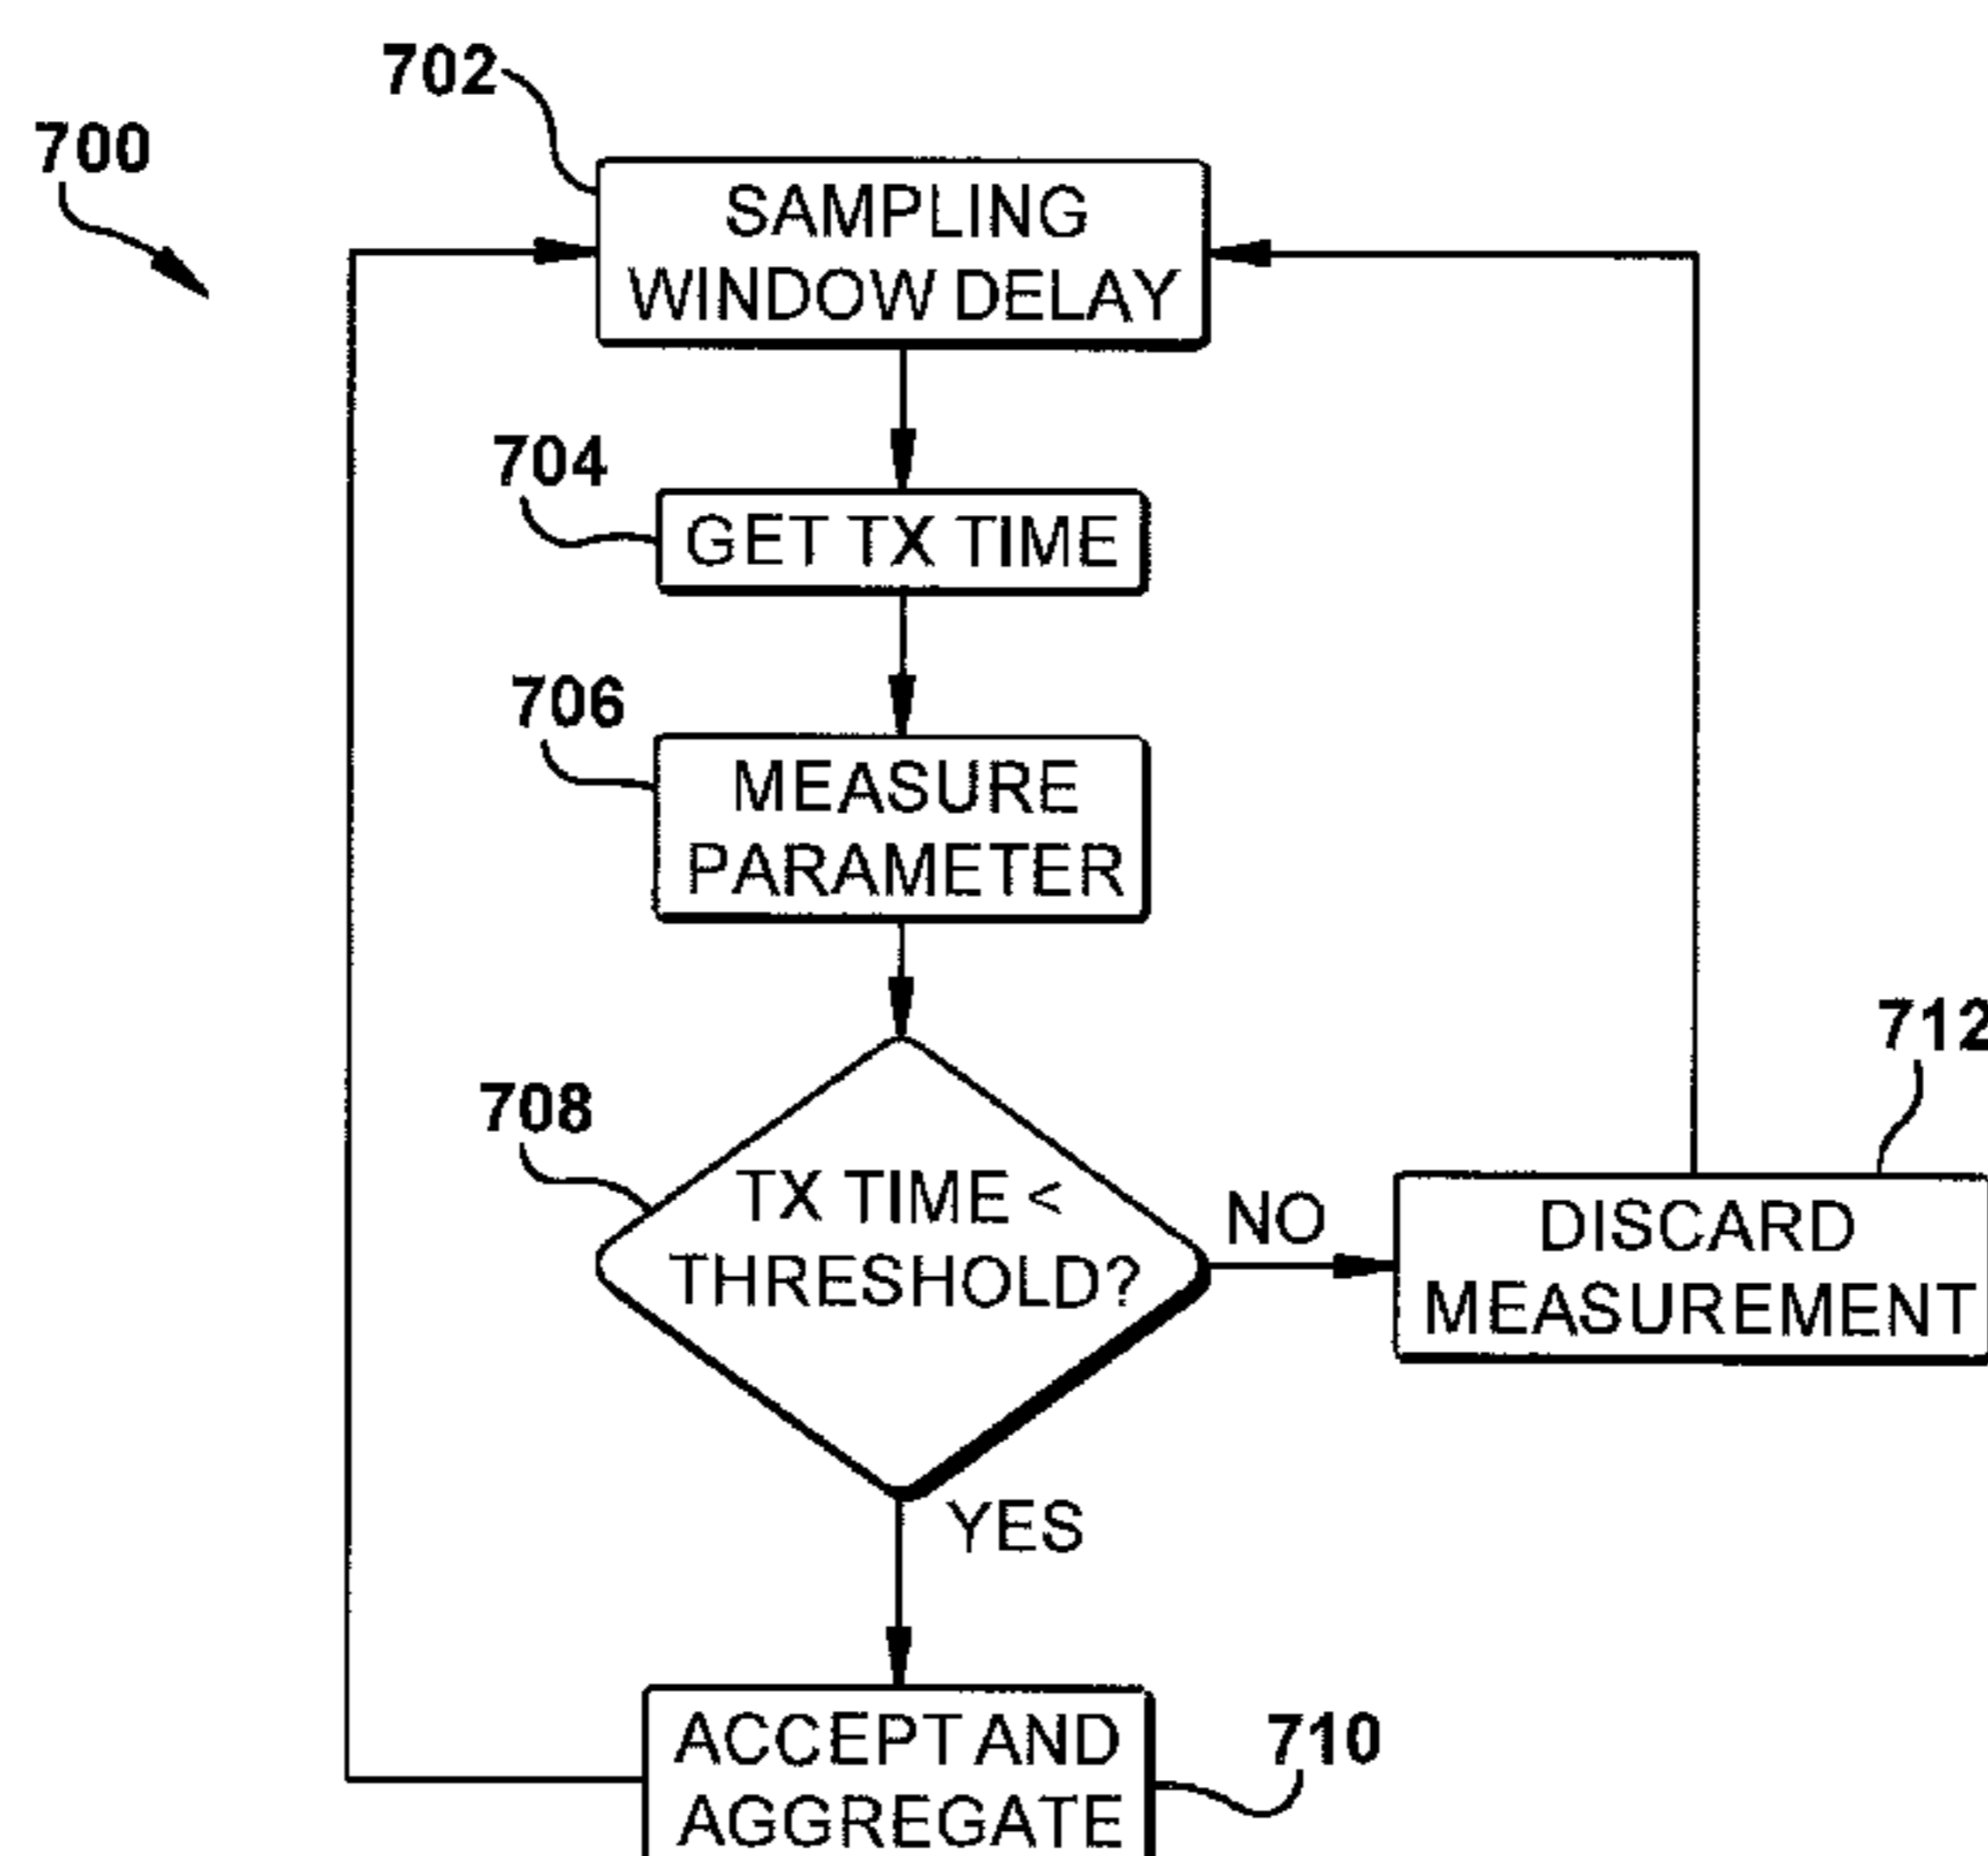 702
700
SAMPLING
WINDOW DELAY
704
GET TX TIME
706
MEASURE
PARAMETER
712
708
TX TIME <
THRESHOLD?
NO
DISCARD
MEASUREMENT
YES
ACCEPT AND
AGGREGATE
710